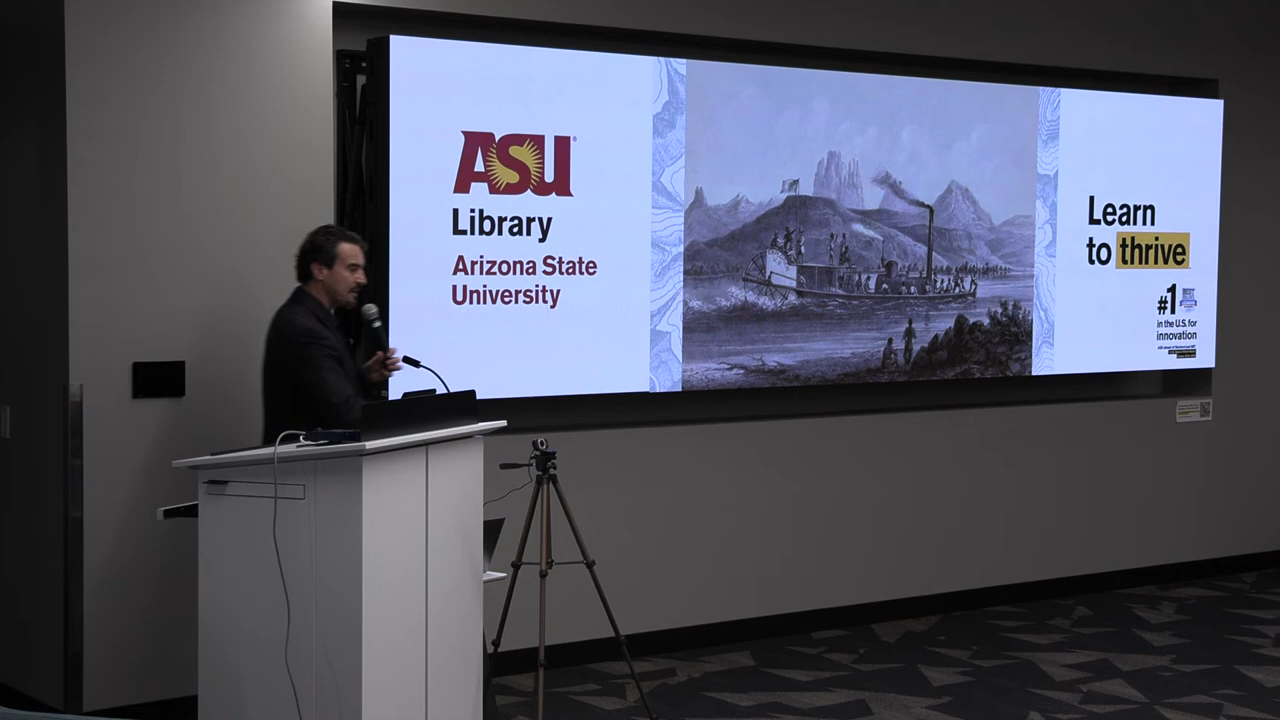 ASU
Library
Arizona State
University
Learn
to thrive
#1
in the U.S. for
innovation